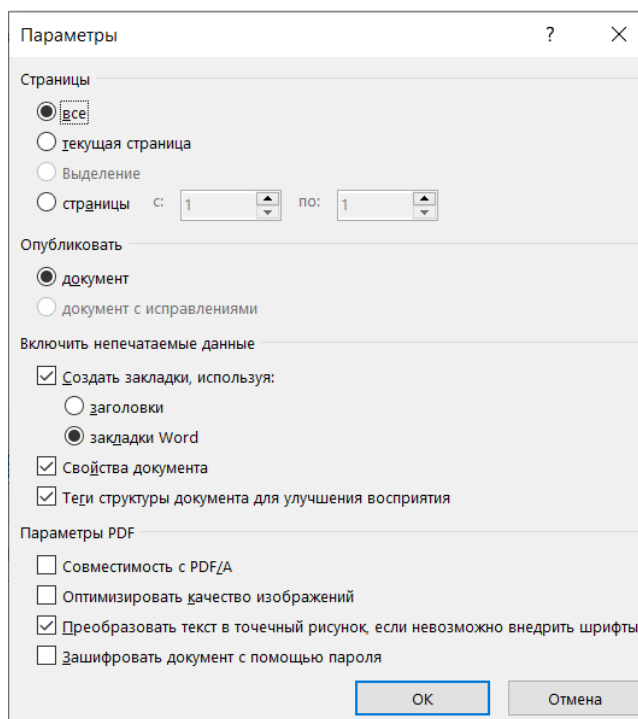 Параметры
?
Страницы
все
текущая страница
Выделение
страницы с: 1 по: 1
Опубликовать
документ
документ с исправлениями
Включить непечатаемые данные
Создать закладки, используя:
заголовки
закладки Word
Свойства документа
Теги структуры документа для улучшения восприятия
Параметры PDF
Совместимость с PDF/A
Оптимизировать качество изображений
Преобразовать текст в точечный рисунок, если невозможно внедрить шрифты
Зашифровать документ с помощью пароля
ОК Отмена